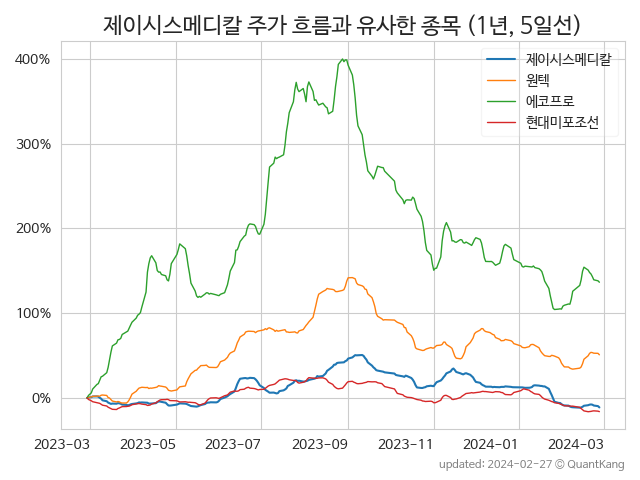 제이시스메디칼 주가 흐름과 유사한 종목 (1년, 5일선)
제이시스메디칼
원텍
에코프로
현대미포조선
400%
300%
200%
100%
0%
2023-03 2023-05 2023-07 2023-09 2023-11 2024-01 2024-03
updated: 2024-02-27 © QuantKang